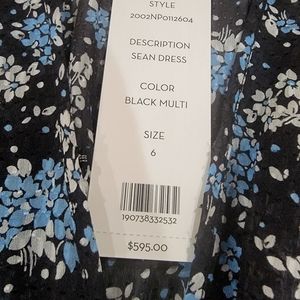 STYLE
2002NP0112604
DESCRIPTION
SEAN DRESS
COLOR
BLACK MULTI
SIZE
6
190738332532
$595.00